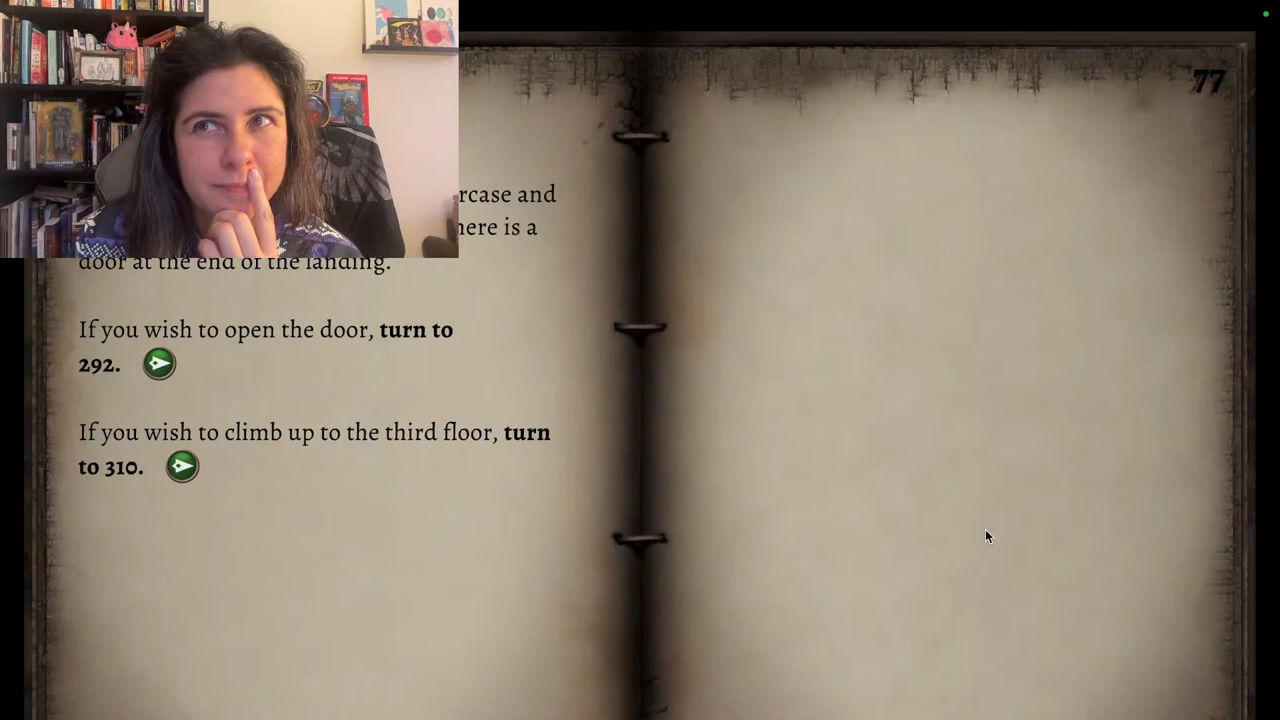 77
rcase and
here is a
door at the end of the landing.
If you wish to open the door, turn to
292.
If you wish to climb up to the third floor, turn
to 310.